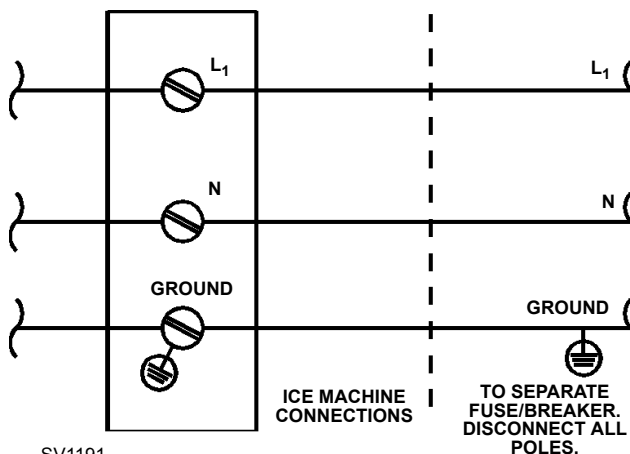 L1
L1
N
N
GROUND
GROUND
ICE MACHINE
CONNECTIONS
TO SEPARATE
FUSE/BREAKER.
DISCONNECT ALL
POLES.
SV1191